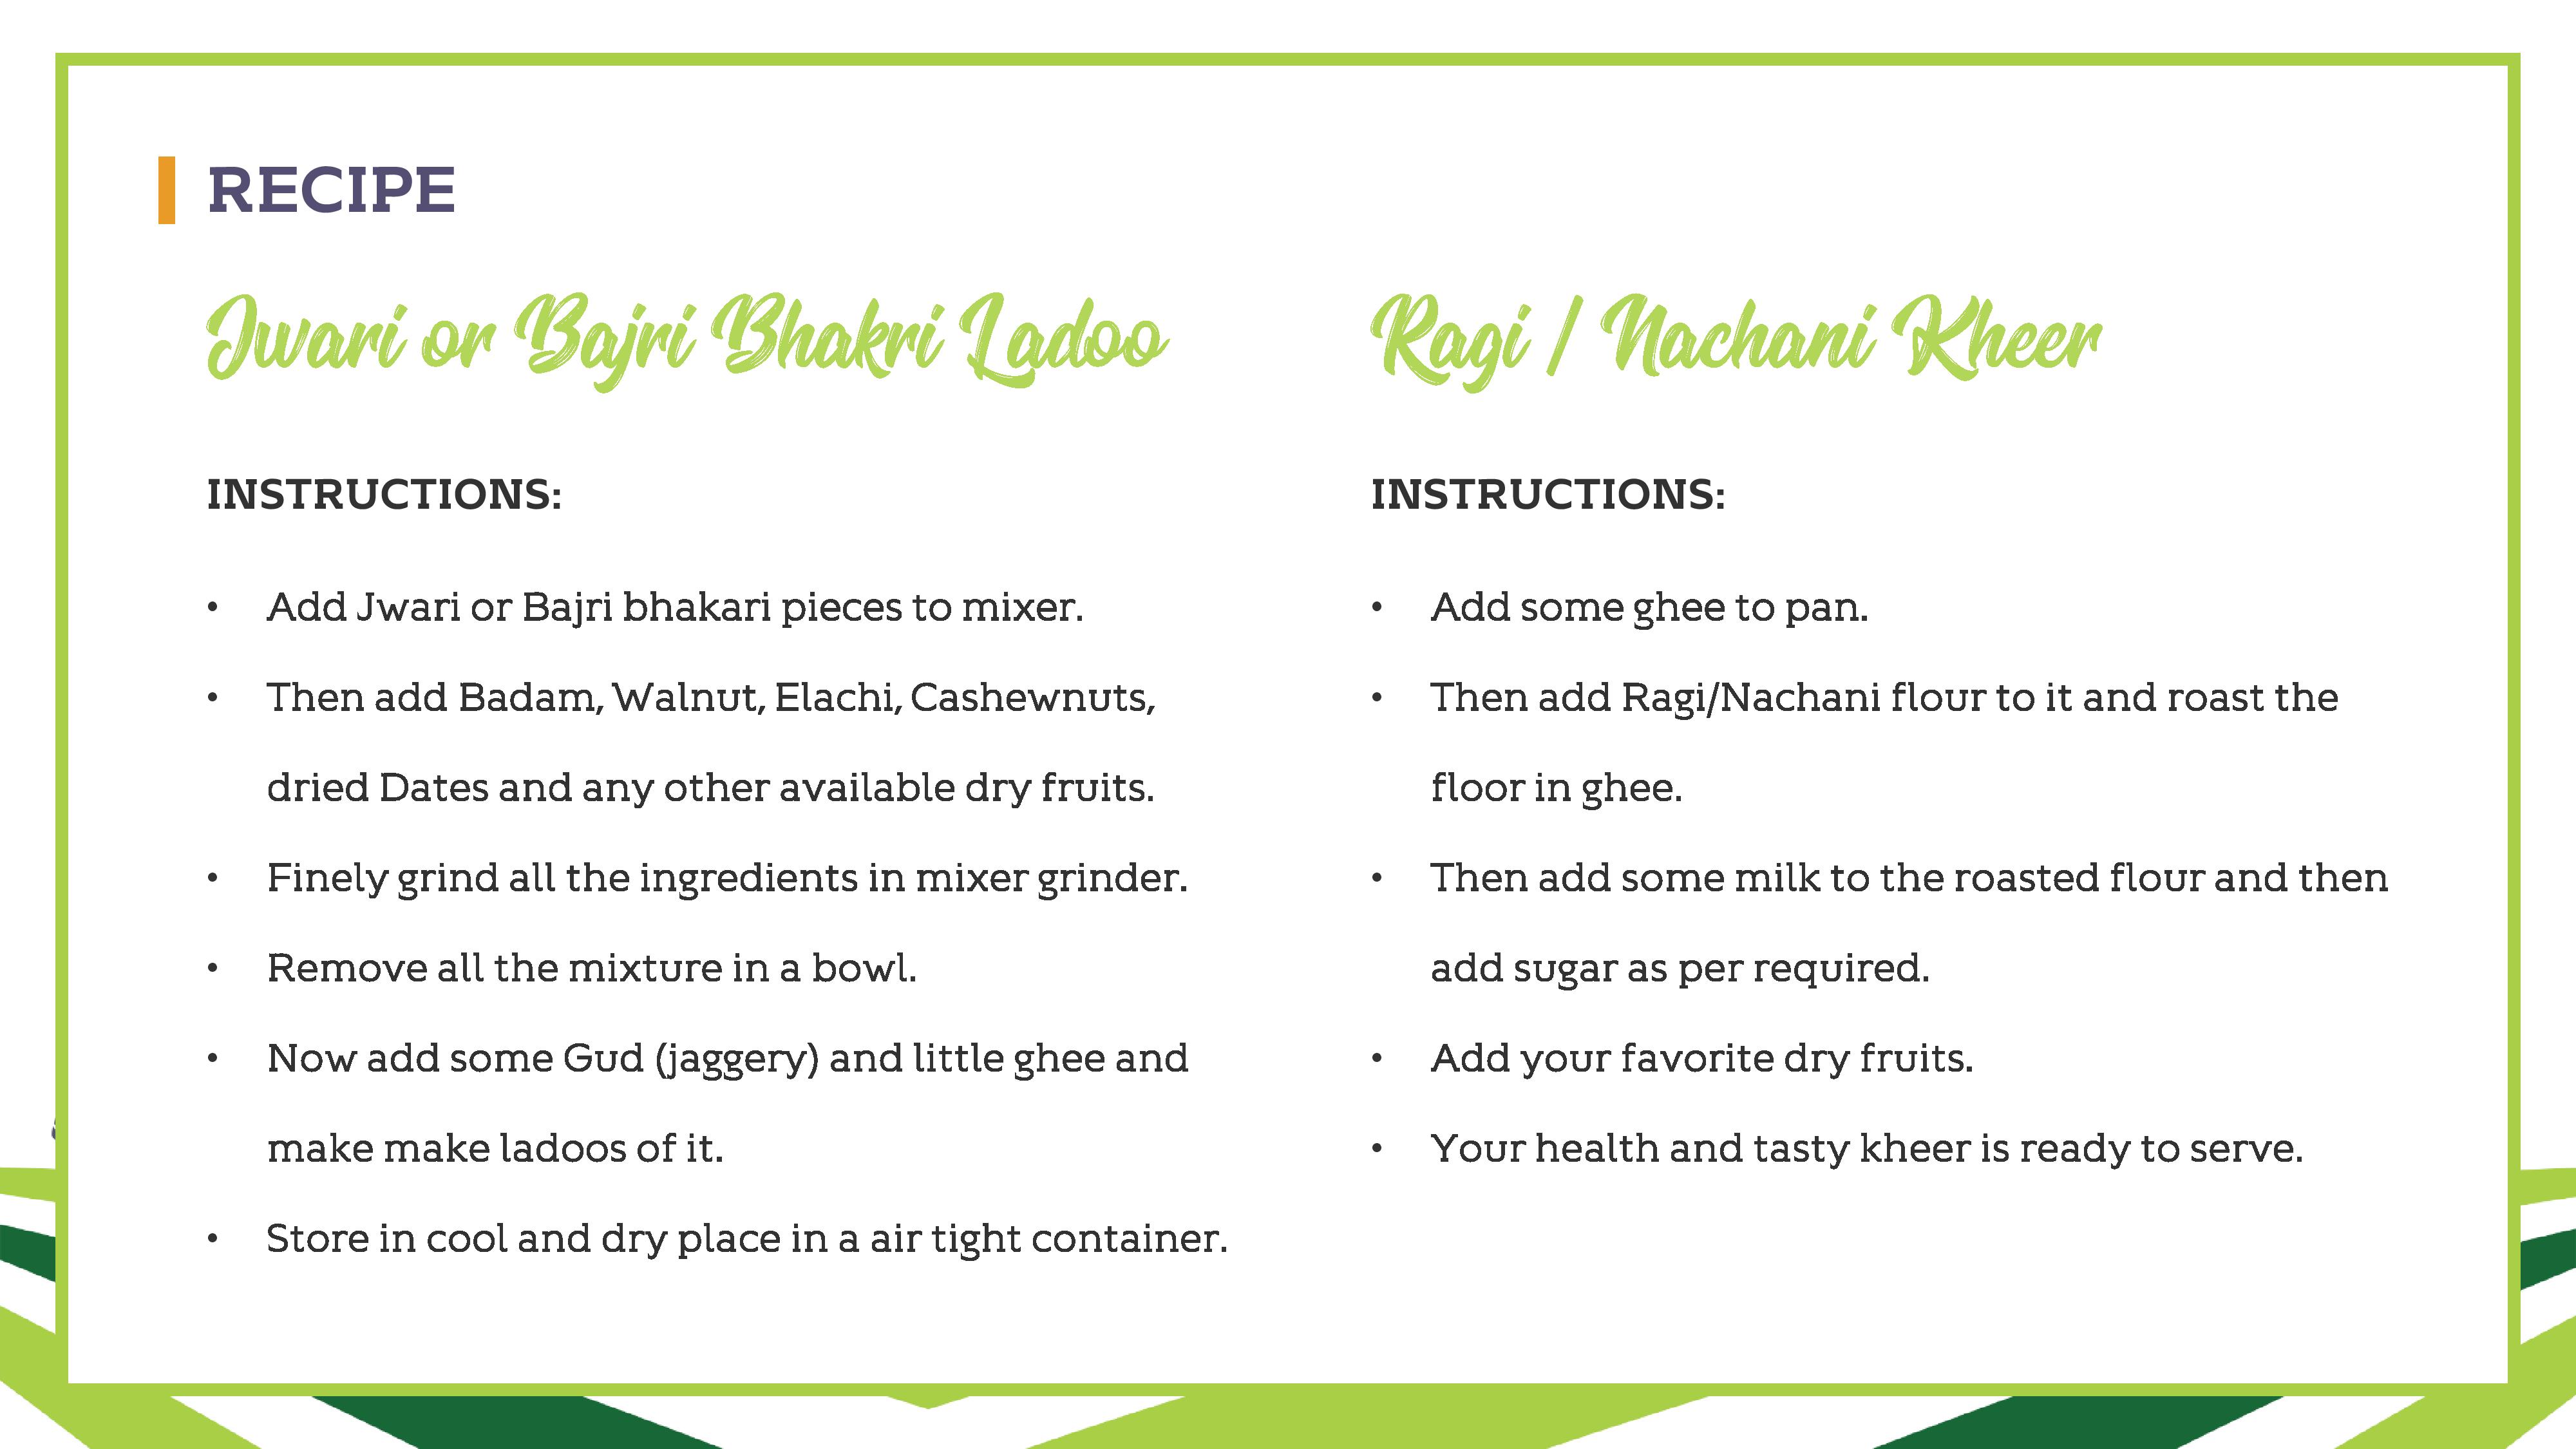 RECIPE
Jwari or Bajri Bhakri Ladoo
INSTRUCTIONS:
• Add Jwari or Bajri bhakari pieces to mixer.
• Then add Badam, Walnut, Elachi, Cashewnuts,
dried Dates and any other available dry fruits.
• Finely grind all the ingredients in mixer grinder.
• Remove all the mixture in a bowl.
• Now add some Gud (jaggery) and little ghee and
make make ladoos of it.
• Store in cool and dry place in a air tight container.
Ragi / Nachani Kheer
INSTRUCTIONS:
• Add some ghee to pan.
• Then add Ragi/Nachani flour to it and roast the
floor in ghee.
• Then add some milk to the roasted flour and then
add sugar as per required.
• Add your favorite dry fruits.
• Your health and tasty kheer is ready to serve.